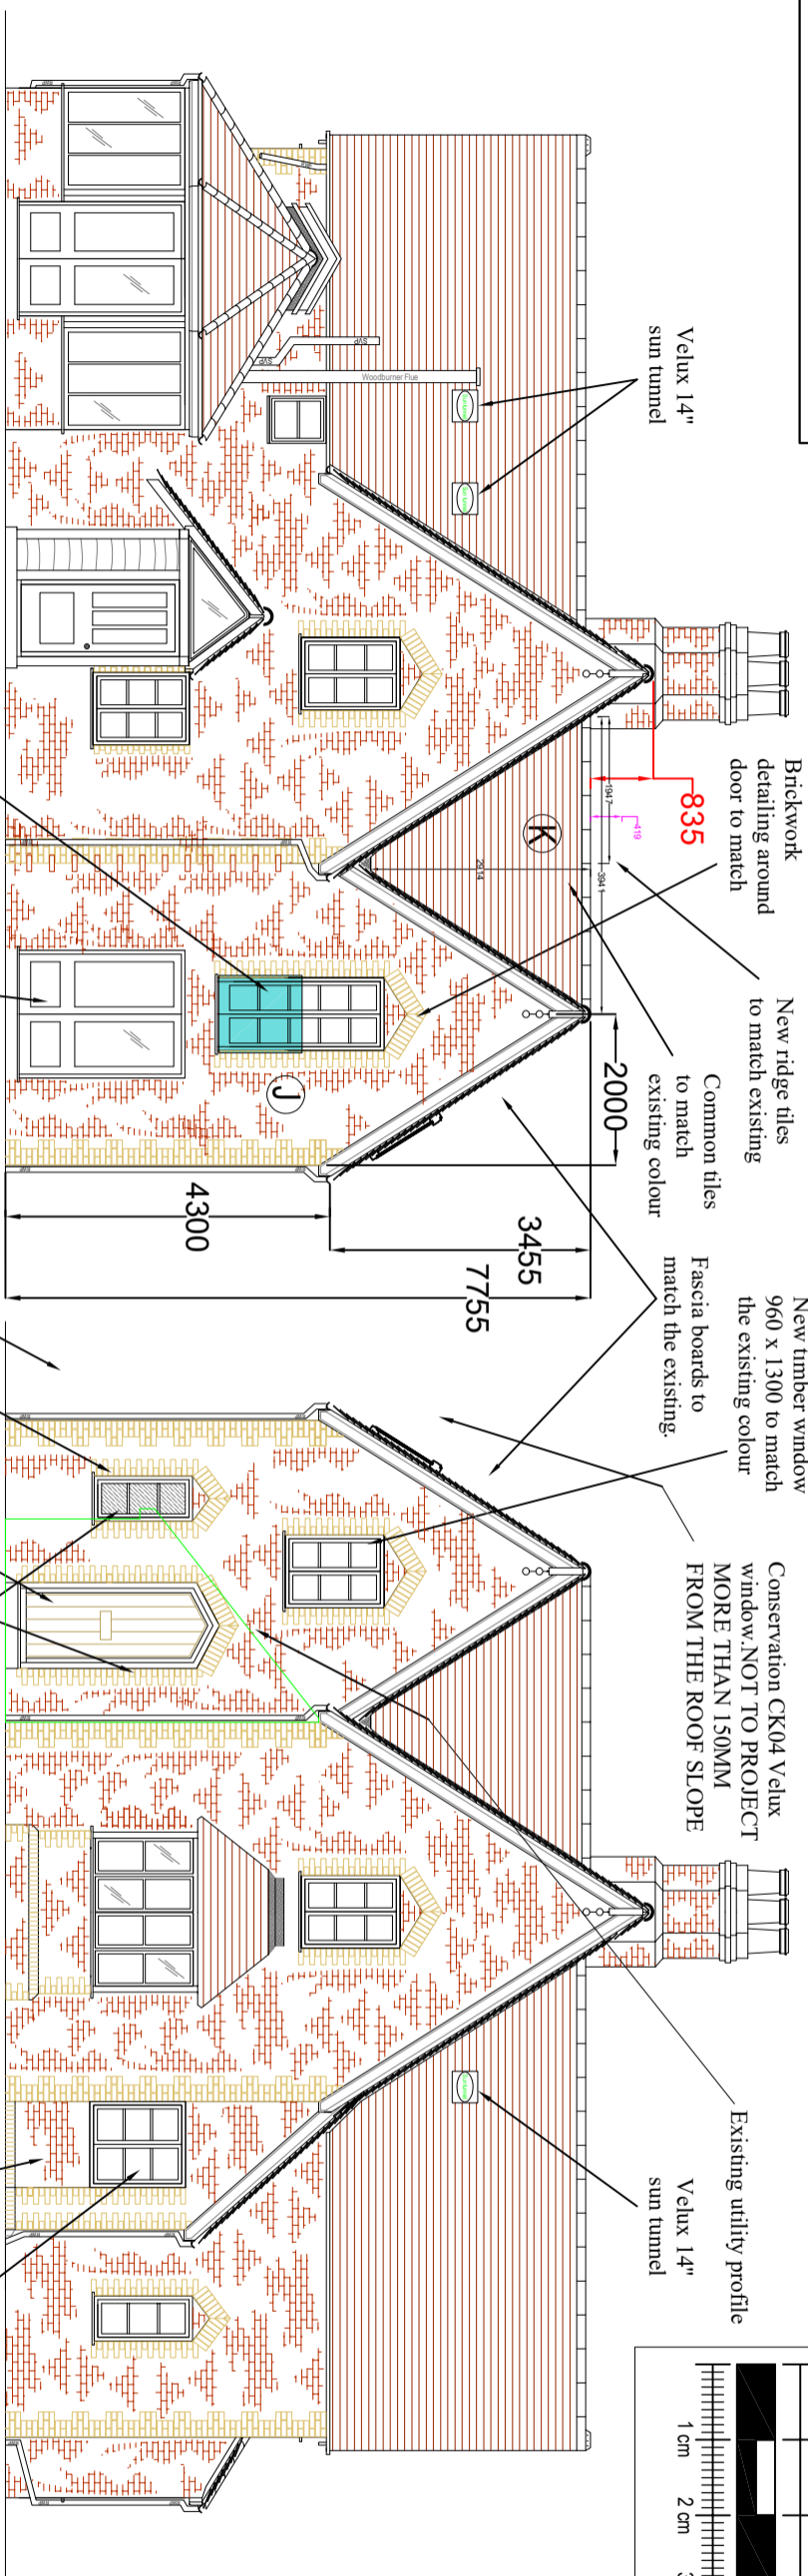 Velux 14"
sun tunnel
Brickwork
detailing around
door to match
New ridge tiles
to match existing
Common tiles
to match
existing colour
Fascia boards to
match the existing.
New timber window
960 x 1300 to match
the existing colour
Conservation CK04 Velux
window.NOT TO PROJECT
MORE THAN 150MM
FROM THE ROOF SLOPE
Existing utility profile
Velux 14"
sun tunnel
1 cm
2 cm
835
1947
419
3941
2914
K
2000
J
4300
3455
7755
SVP
SVP
Woodburner Flue